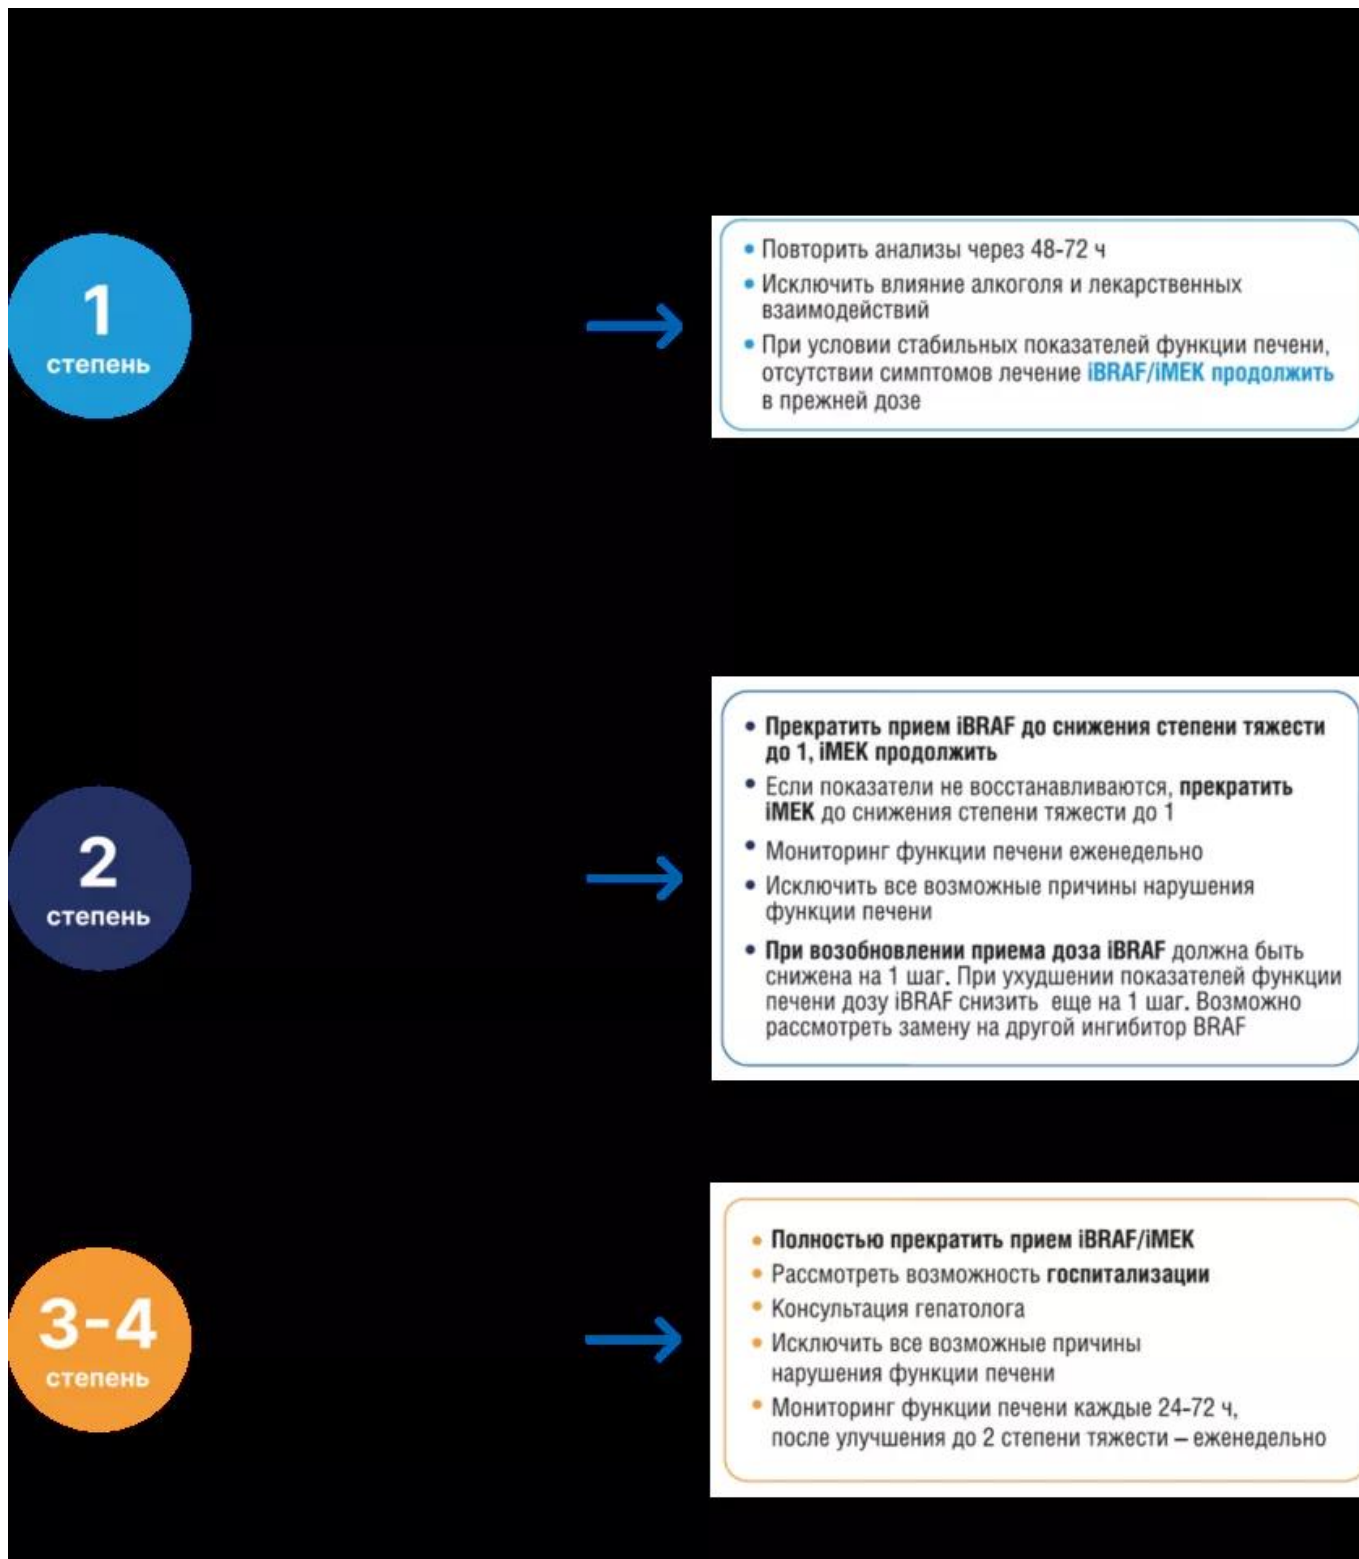 1
степень
• Повторить анализы через 48-72 ч
• Исключить влияние алкоголя и лекарственных
взаимодействий
• При условии стабильных показателей функции печени,
отсутствии симптомов лечение iBRAF/iMEK продолжить
в прежней дозе
2
степень
• Прекратить прием iBRAF до снижения степени тяжести
до 1, iMEK продолжить
• Если показатели не восстанавливаются, прекратить
iMEK до снижения степени тяжести до 1
• Мониторинг функции печени еженедельно
• Исключить все возможные причины нарушения
функции печени
• При возобновлении приема доза iBRAF должна быть
снижена на 1 шаг. При ухудшении показателей функции
печени дозу iBRAF снизить еще на 1 шаг. Возможно
рассмотреть замену на другой ингибитор BRAF
3-4
степень
• Полностью прекратить прием iBRAF/iMEK
• Рассмотреть возможность госпитализации
• Консультация гепатолога
• Исключить все возможные причины
нарушения функции печени
• Мониторинг функции печени каждые 24-72 ч,
после улучшения до 2 степени тяжести – еженедельно